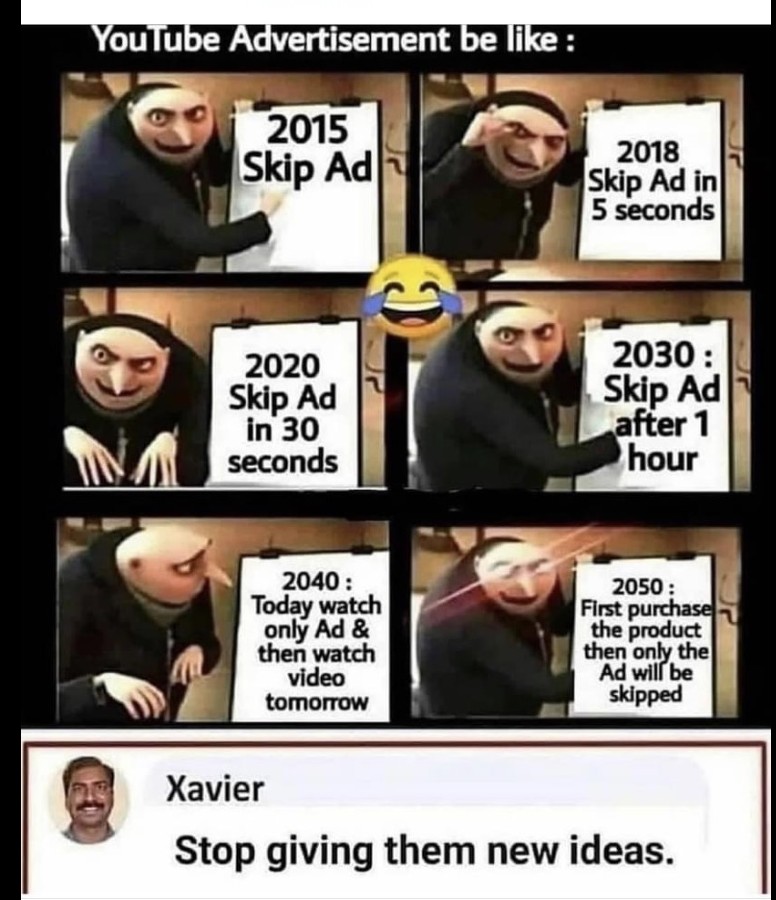 YouTube Advertisement be like :
2015
Skip Ad
2018
Skip Ad in
5 seconds
2020
Skip Ad
in 30
seconds
2030 :
Skip Ad
after 1
hour
2040 :
Today watch
only Ad &
then watch
video
tomorrow
2050 :
First purchase
the product
then only the
Ad will be
skipped
Xavier
Stop giving them new ideas.